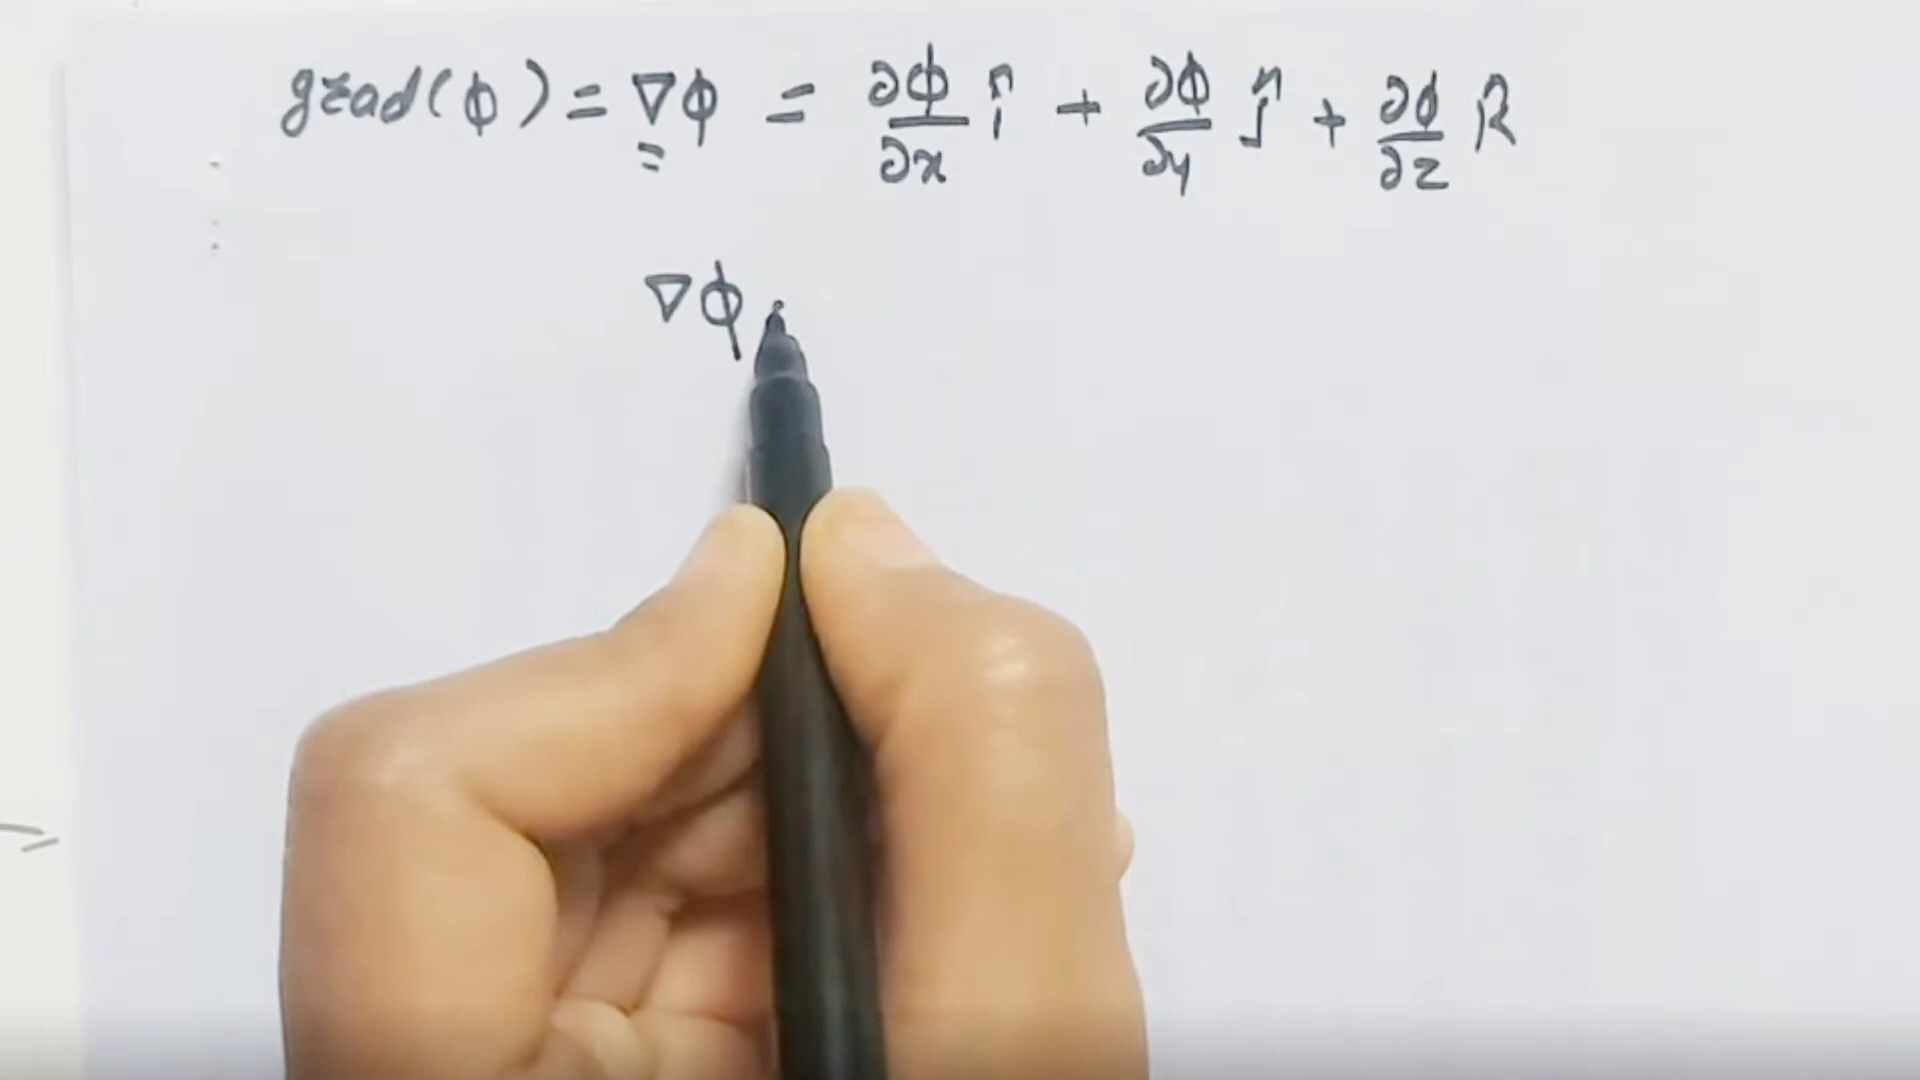 grad(ϕ) = ∇ϕ = ∂ϕ/∂x î + ∂ϕ/∂y ĵ + ∂ϕ/∂z k̂
∇ϕ